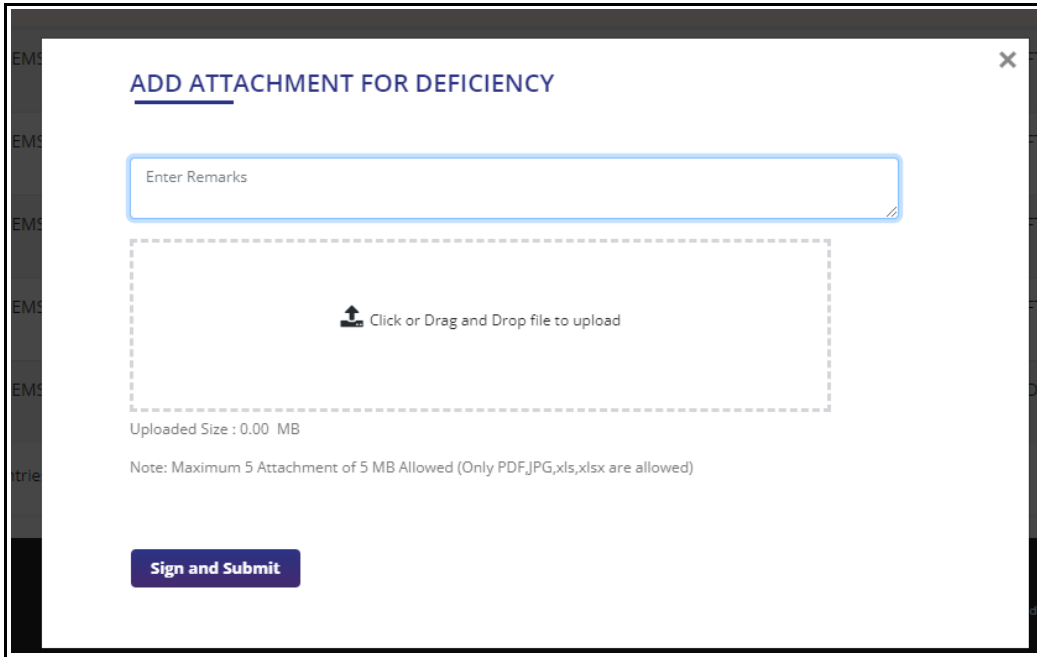 ADD ATTACHMENT FOR DEFICIENCY
×
Enter Remarks
Click or Drag and Drop file to upload
Uploaded Size : 0.00 MB
Note: Maximum 5 Attachment of 5 MB Allowed (Only PDF,JPG,xls,xlsx are allowed)
Sign and Submit